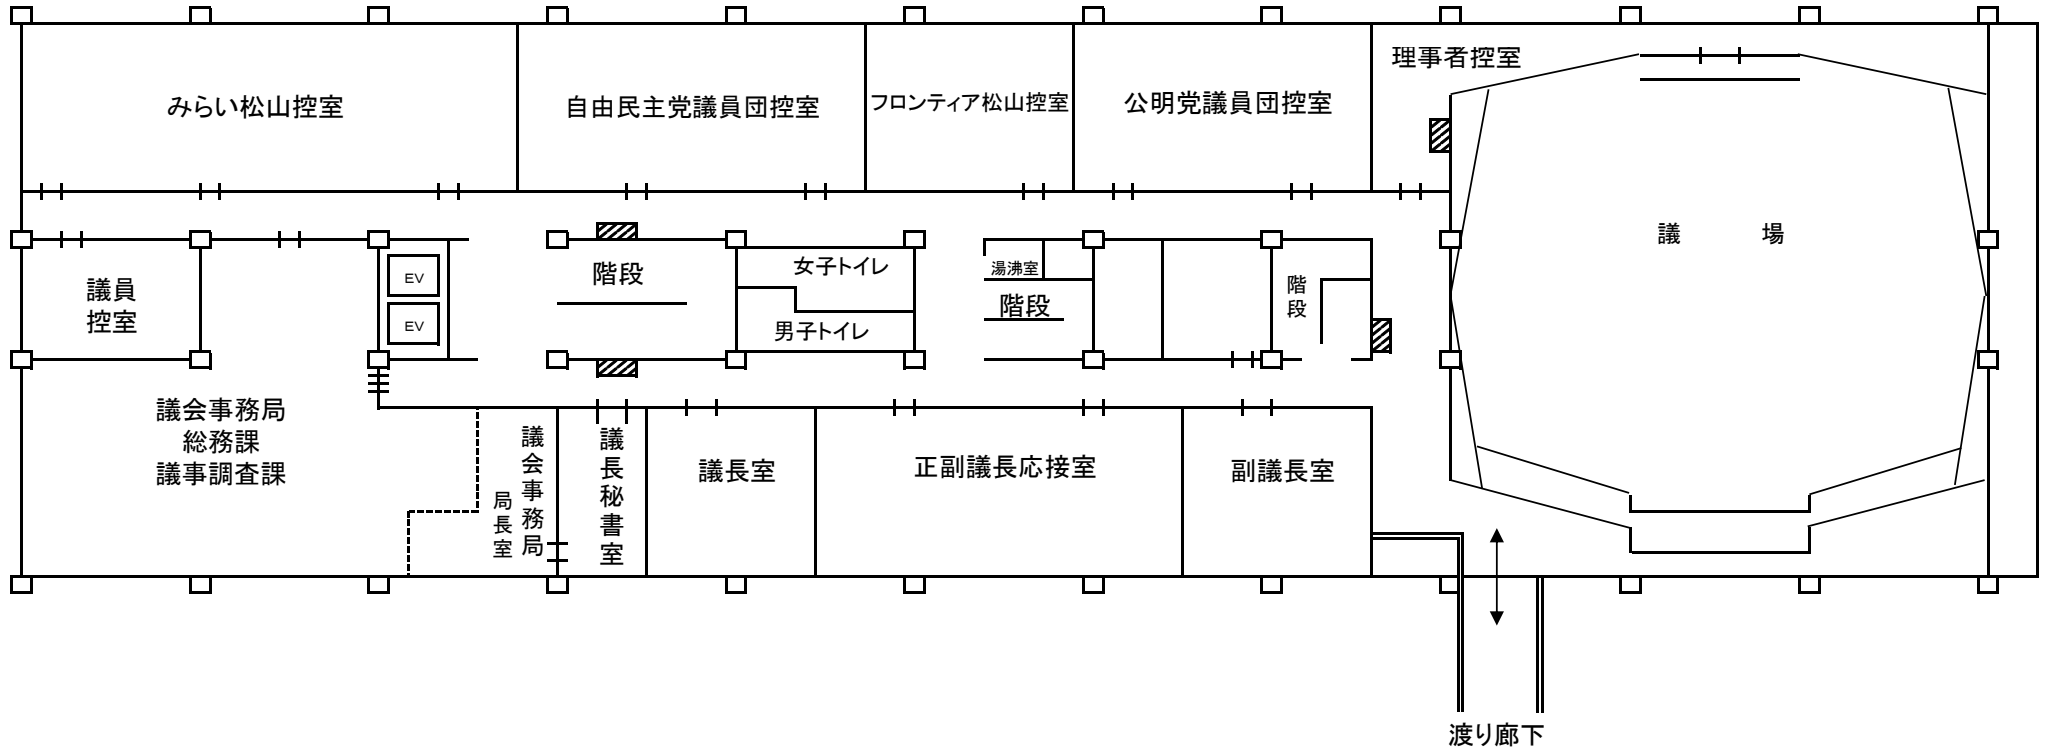 理事者控室
みらい松山控室
自由民主党議員団控室
フロンティア松山控室
公明党議員団控室
議場
議員
控室
EV
EV
階段
女子トイレ
男子トイレ
湯沸室
階段
階段
議会事務局
総務課
議事調査課
議会事務局
局長室
議長秘書室
議長室
正副議長応接室
副議長室
渡り廊下